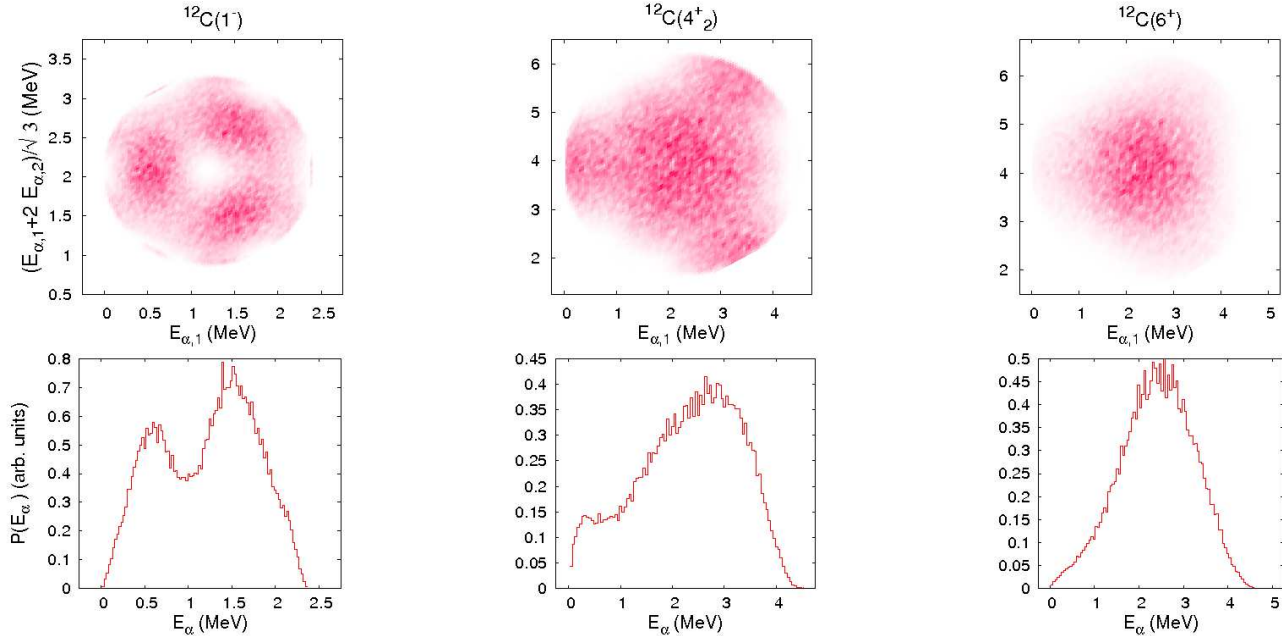 ¹²C(1⁻)
¹²C(4⁺₂)
¹²C(6⁺)
(E_α,1+2 E_α,2)/√3 (MeV)
3.5
3
2.5
2
1.5
1
0.5
0 0.5 1 1.5 2 2.5
E_α,1 (MeV)
6
5
4
3
2
0 1 2 3 4
E_α,1 (MeV)
6
5
4
3
2
0 1 2 3 4 5
E_α,1 (MeV)
P(E_α) (arb. units)
0.8
0.7
0.6
0.5
0.4
0.3
0.2
0.1
0
0 0.5 1 1.5 2 2.5
E_α (MeV)
0.45
0.4
0.35
0.3
0.25
0.2
0.15
0.1
0.05
0
0 1 2 3 4
E_α (MeV)
0.5
0.45
0.4
0.35
0.3
0.25
0.2
0.15
0.1
0.05
0
0 1 2 3 4 5
E_α (MeV)